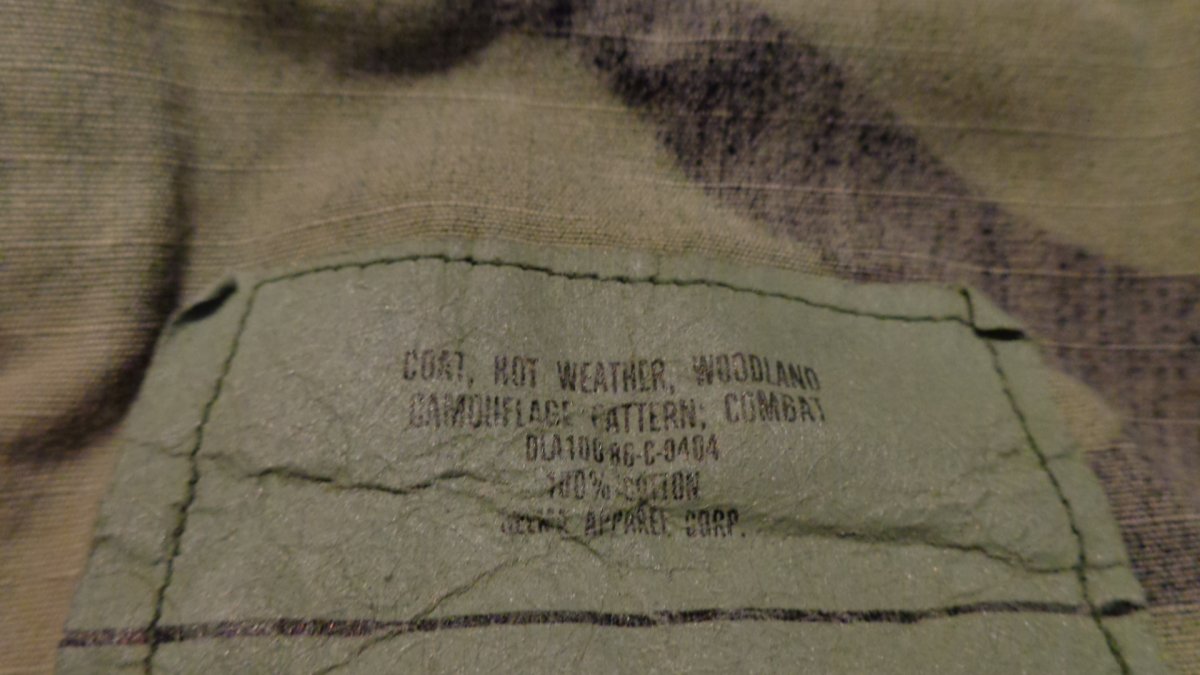 COAT, HOT WEATHER, WOODLAND
CAMOUFLAGE PATTERN; COMBAT
DLA100 86-C-0404
100% COTTON
APPAREL CORP.